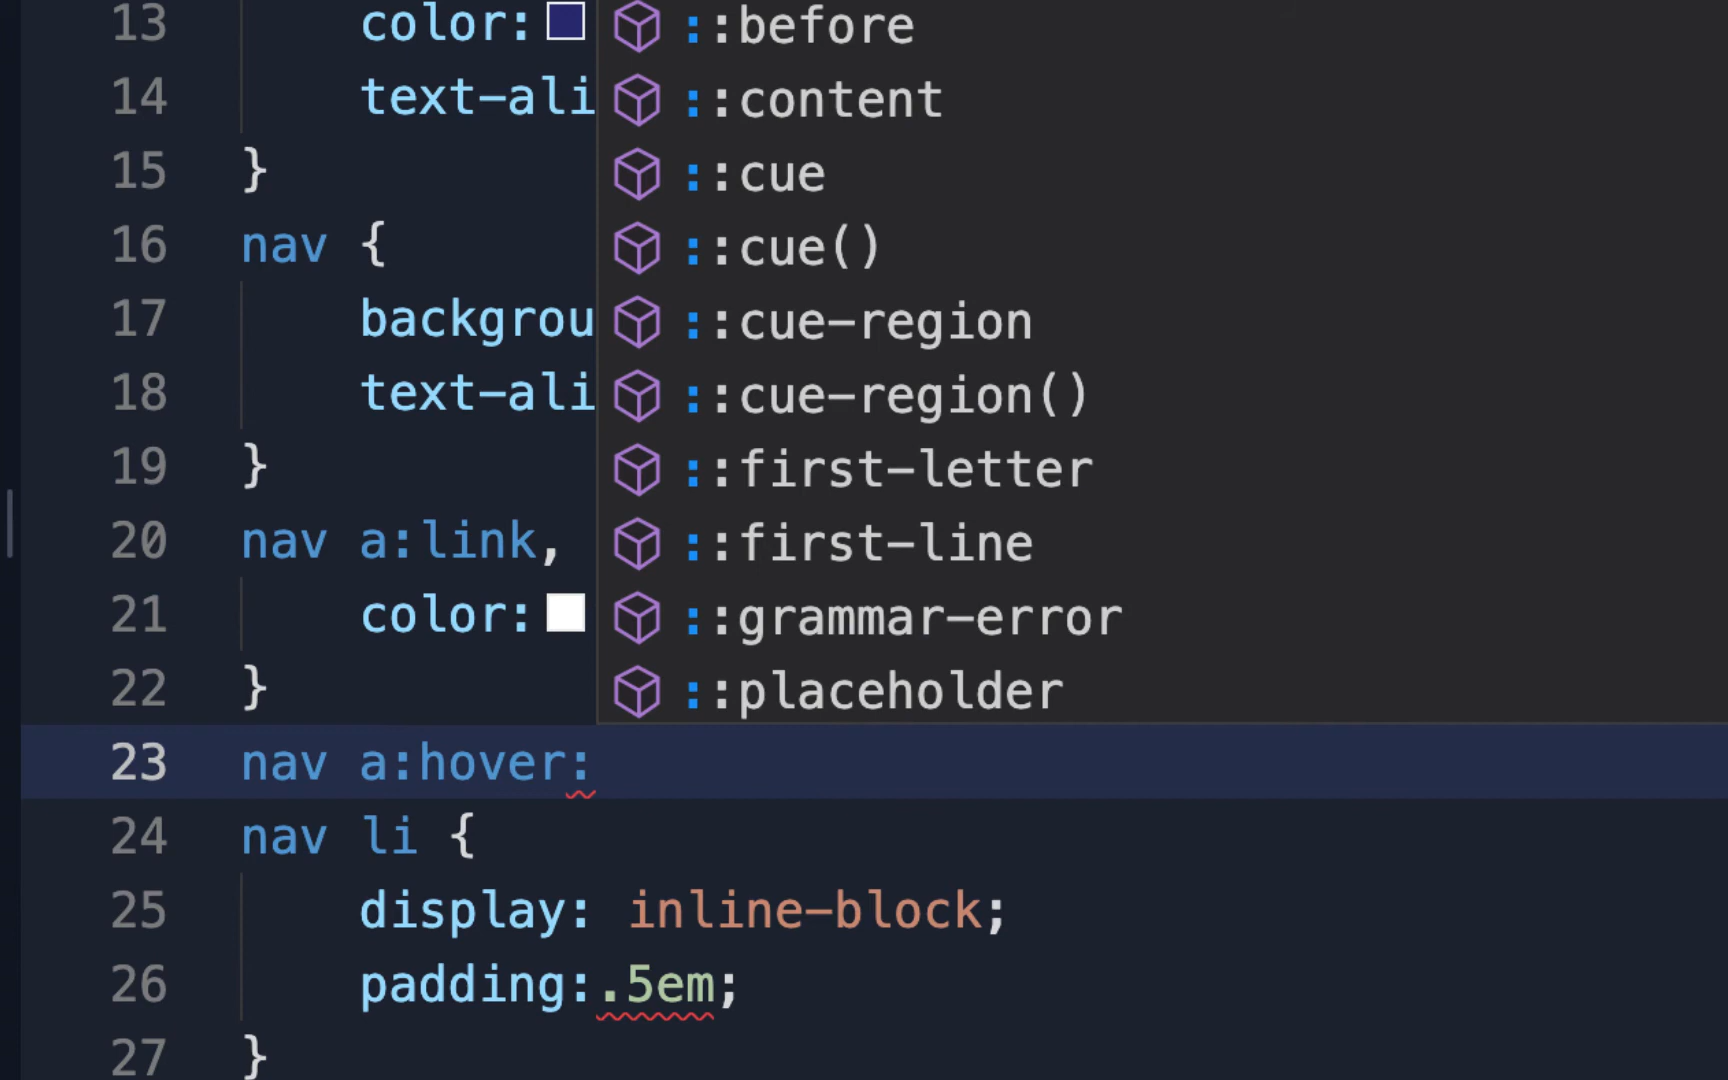 13 color: ::before
14 text-ali ::content
15 } ::cue
16 nav { ::cue()
17 backgrou ::cue-region
18 text-ali ::cue-region()
19 } ::first-letter
20 nav a:link, ::first-line
21 color: ::grammar-error
22 } ::placeholder
23 nav a:hover:
24 nav li {
25 display: inline-block;
26 padding:.5em;
27 }